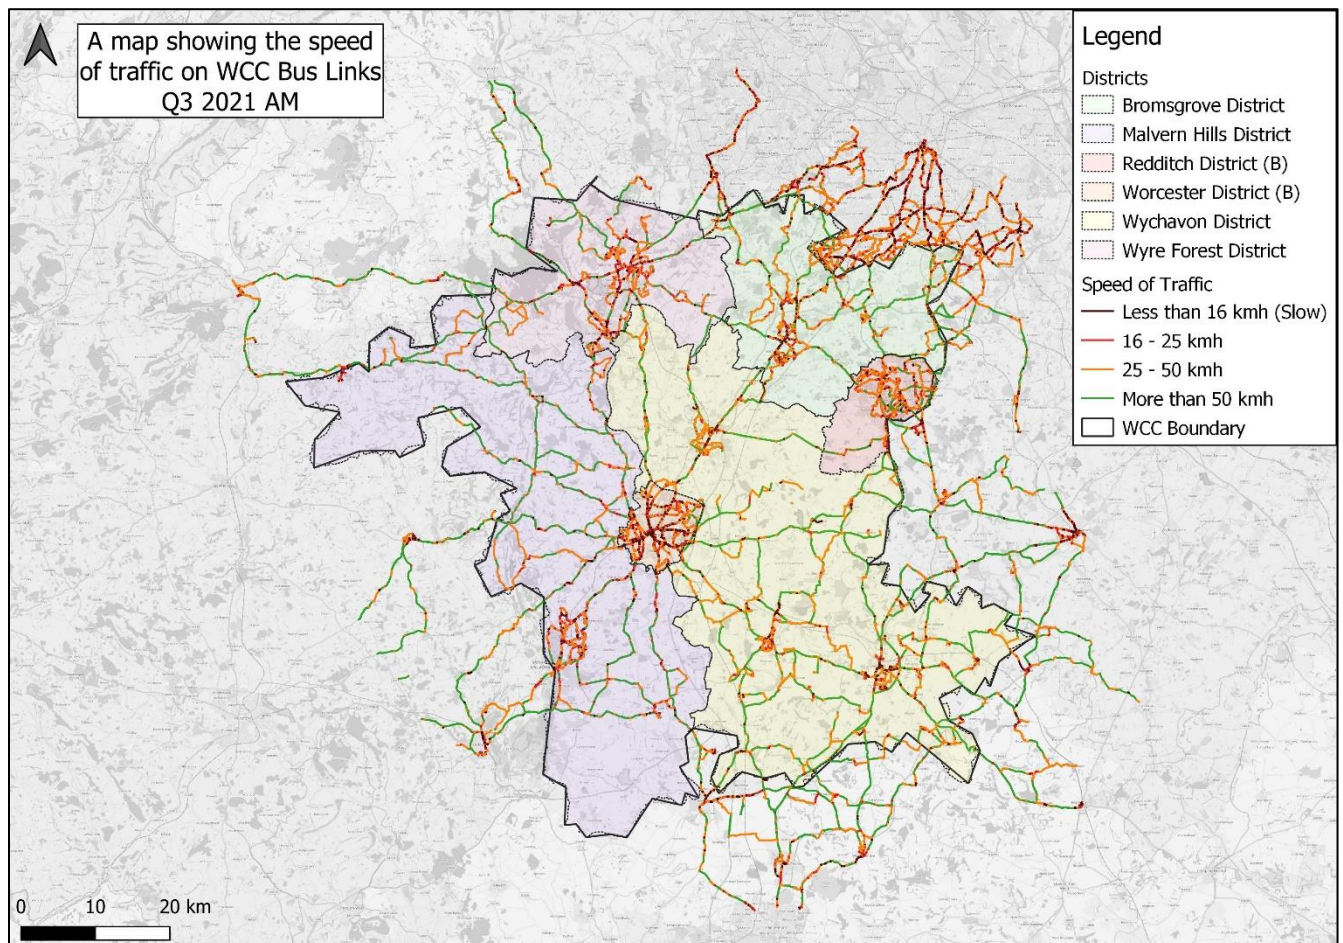 A map showing the speed
of traffic on WCC Bus Links
Q3 2021 AM
Legend
Districts
Bromsgrove District
Malvern Hills District
Redditch District (B)
Worcester District (B)
Wychavon District
Wyre Forest District
Speed of Traffic
Less than 16 kmh (Slow)
16 - 25 kmh
25 - 50 kmh
More than 50 kmh
WCC Boundary
0 10 20 km